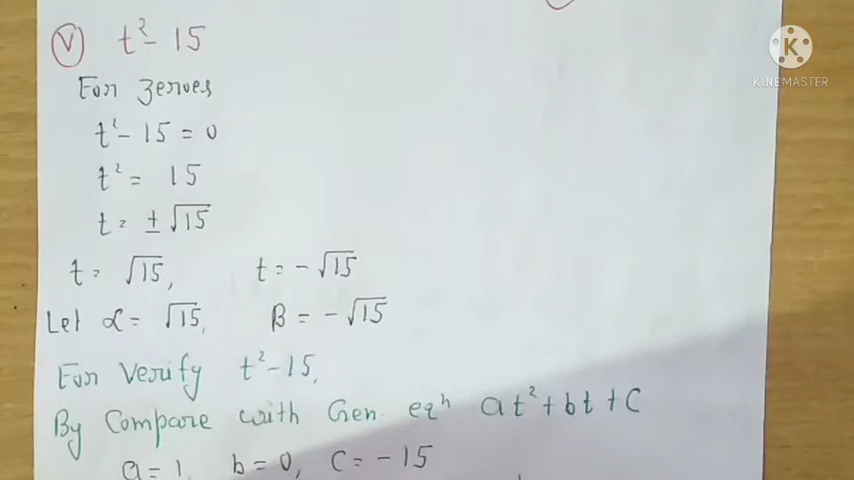 (v) t² - 15
For zeroes
t² - 15 = 0
t² = 15
t = ± √15
t = √15, t = - √15
Let α = √15, β = - √15
For Verify t² - 15,
By Compare with Gen. eqⁿ at² + bt + c
a = 1, b = 0, c = - 15
K
KINEMASTER